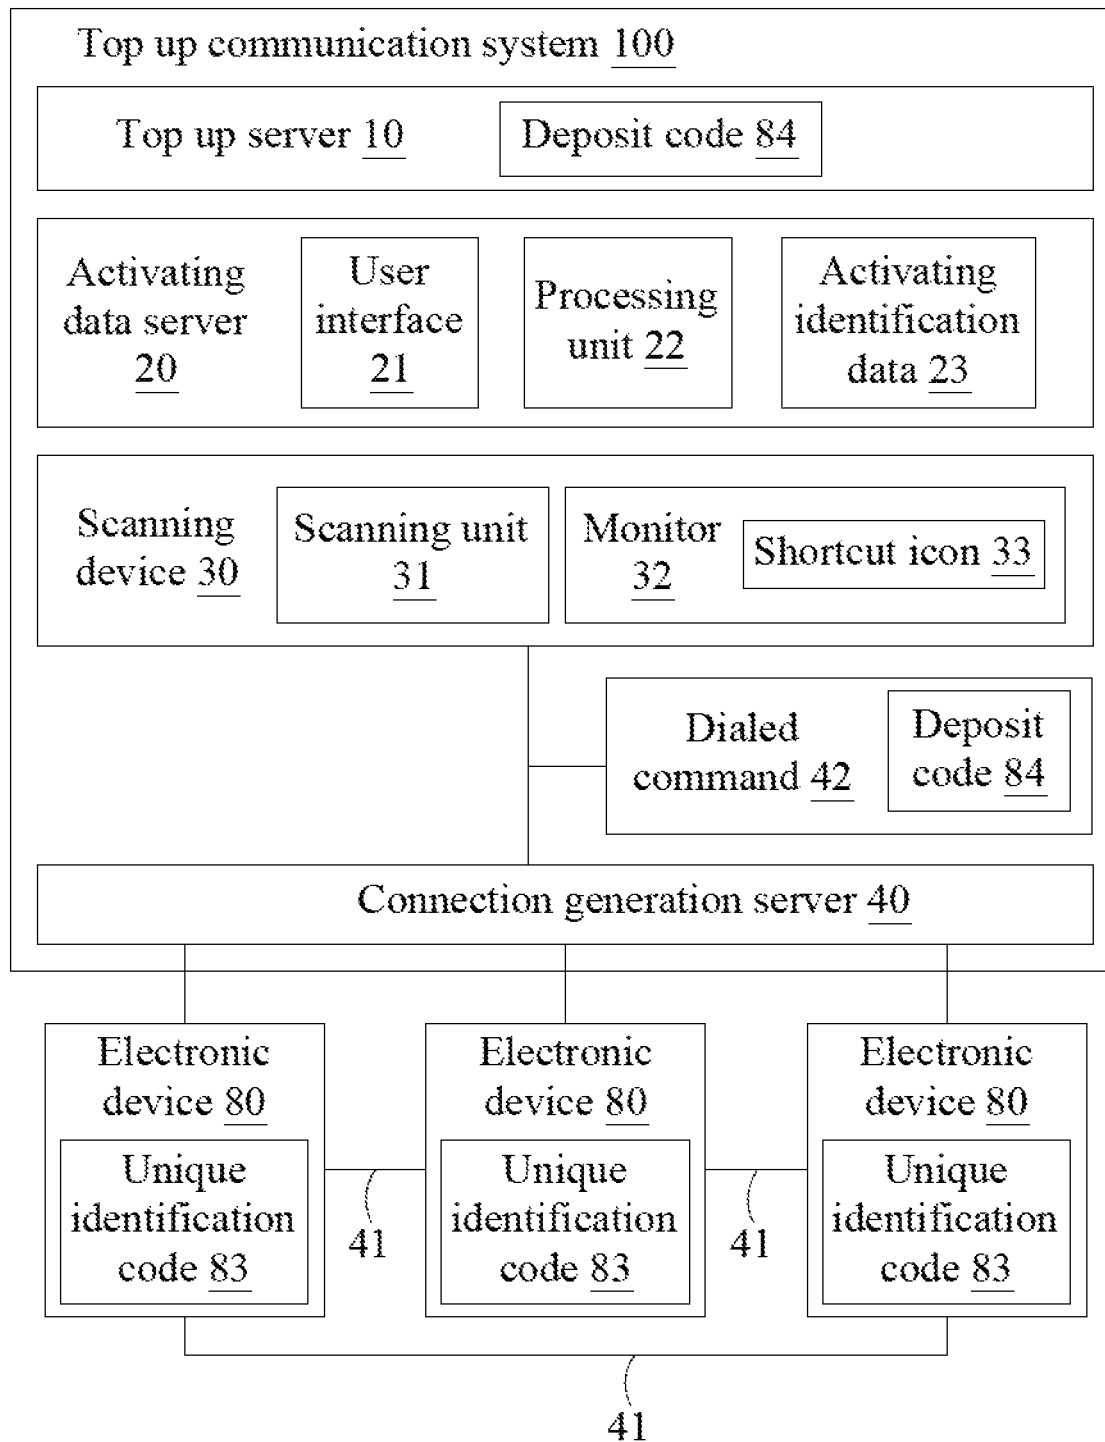 Top up communication system 100
Top up server 10
Deposit code 84
Activating
data server
20
User
interface
21
Processing
unit 22
Activating
identification
data 23
Scanning
device 30
Scanning unit
31
Monitor
32
Shortcut icon 33
Dialed
command 42
Deposit
code 84
Connection generation server 40
Electronic
device 80
Unique
identification
code 83
Electronic
device 80
Unique
identification
code 83
Electronic
device 80
Unique
identification
code 83
41
41
41